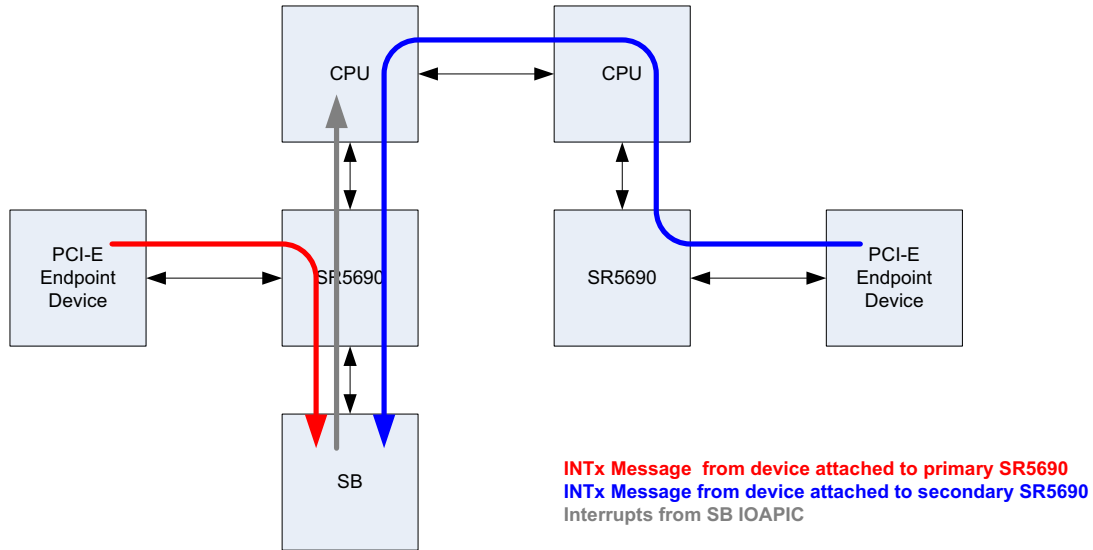 CPU
CPU
PCI-E
Endpoint
Device
SR5690
SR5690
PCI-E
Endpoint
Device
SB
INTx Message from device attached to primary SR5690
INTx Message from device attached to secondary SR5690
Interrupts from SB IOAPIC